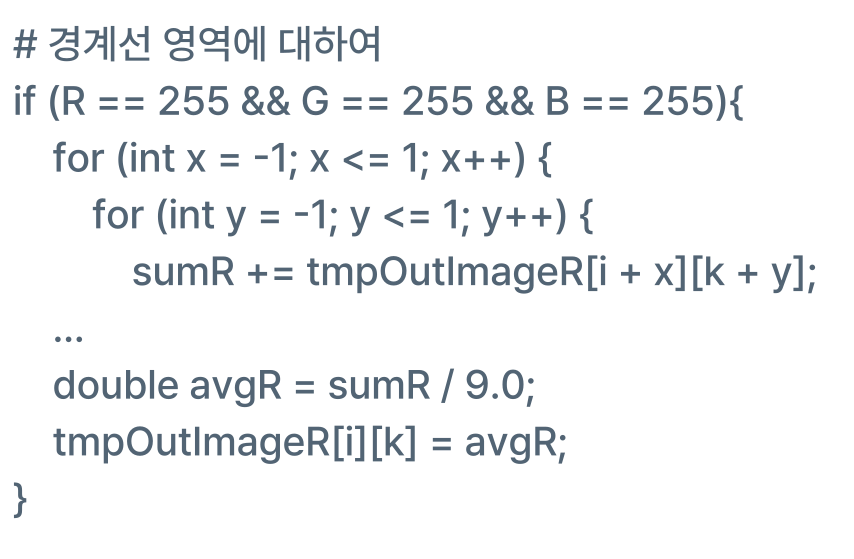 # 경계선 영역에 대하여
if (R == 255 && G == 255 && B == 255){
    for (int x = -1; x <= 1; x++) {
        for (int y = -1; y <= 1; y++) {
            sumR += tmpOutImageR[i + x][k + y];
    ...
    double avgR = sumR / 9.0;
    tmpOutImageR[i][k] = avgR;
}